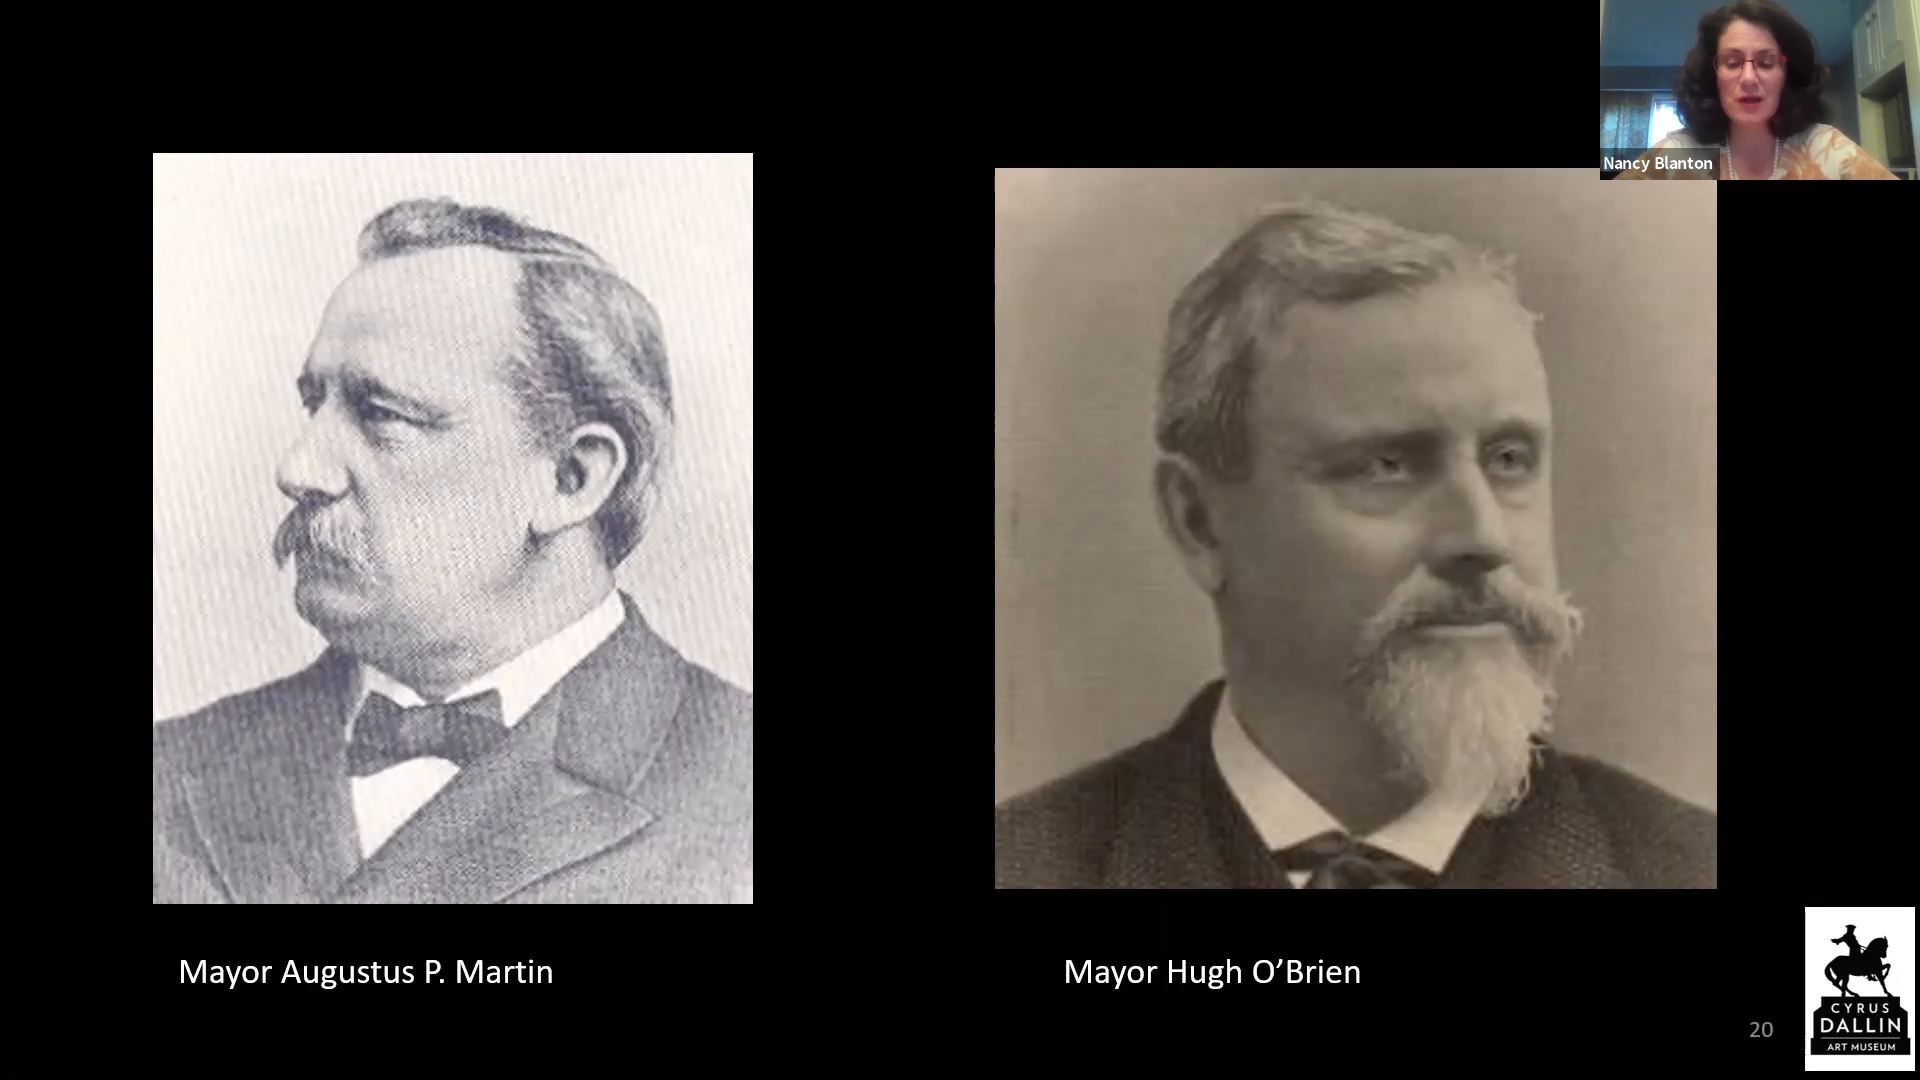 Nancy Blanton
Mayor Augustus P. Martin
Mayor Hugh O’Brien
20
CYRUS
DALLIN
ART MUSEUM